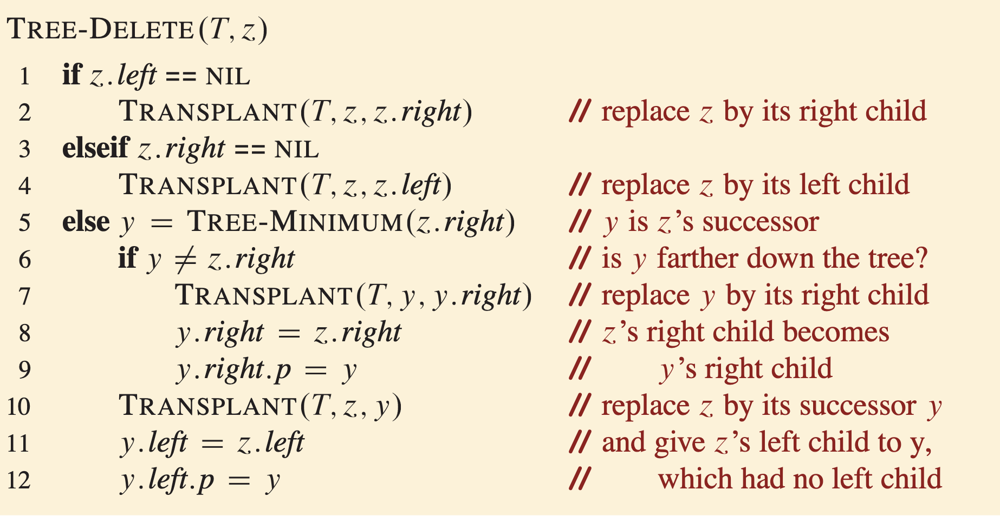 TREE-DELETE(T, z)
1 if z.left == NIL
2 TRANSPLANT(T, z, z.right) // replace z by its right child
3 elseif z.right == NIL
4 TRANSPLANT(T, z, z.left) // replace z by its left child
5 else y = TREE-MINIMUM(z.right) // y is z’s successor
6 if y ≠ z.right // is y farther down the tree?
7 TRANSPLANT(T, y, y.right) // replace y by its right child
8 y.right = z.right // z’s right child becomes
9 y.right.p = y // y’s right child
10 TRANSPLANT(T, z, y) // replace z by its successor y
11 y.left = z.left // and give z’s left child to y,
12 y.left.p = y // which had no left child